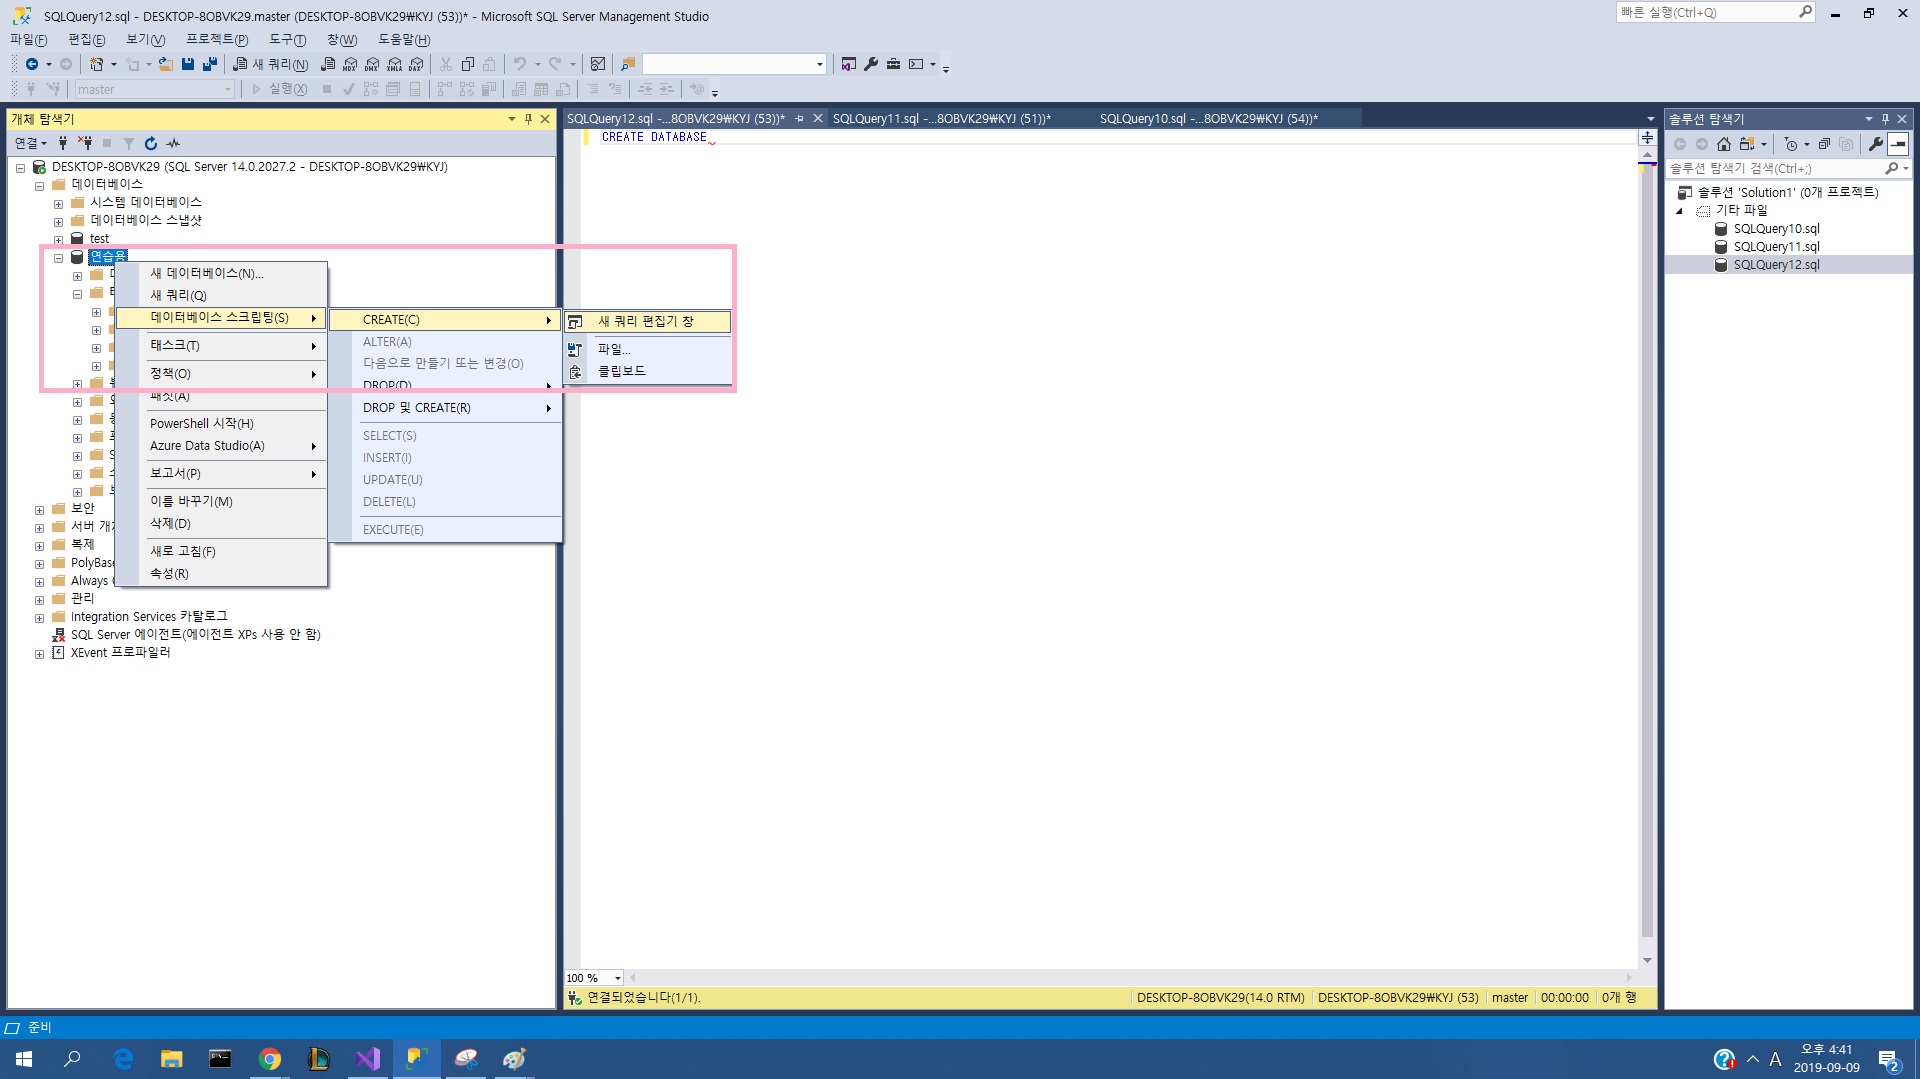 SQLQuery12.sql - DESKTOP-8OBVK29.master (DESKTOP-8OBVK29₩KYJ (53))* - Microsoft SQL Server Management Studio
빠른 실행(Ctrl+Q)
파일(F) 편집(E) 보기(V) 프로젝트(P) 도구(T) 창(W) 도움말(H)
새 쿼리(N)
MDX DMX XMLA DAX
master
실행(X)
개체 탐색기
SQLQuery12.sql -...8OBVK29₩KYJ (53))* SQLQuery11.sql -...8OBVK29₩KYJ (51))* SQLQuery10.sql -...8OBVK29₩KYJ (54))*
솔루션 탐색기
연결
CREATE DATABASE
솔루션 탐색기 검색(Ctrl+;)
DESKTOP-8OBVK29 (SQL Server 14.0.2027.2 - DESKTOP-8OBVK29₩KYJ)
데이터베이스
시스템 데이터베이스
데이터베이스 스냅샷
test
연습용
솔루션 'Solution1' (0개 프로젝트)
기타 파일
SQLQuery10.sql
SQLQuery11.sql
SQLQuery12.sql
새 데이터베이스(N)...
새 쿼리(Q)
데이터베이스 스크립팅(S)
태스크(T)
정책(O)
패싯(A)
PowerShell 시작(H)
Azure Data Studio(A)
보고서(P)
이름 바꾸기(M)
삭제(D)
새로 고침(F)
속성(R)
CREATE(C)
ALTER(A)
다음으로 만들기 또는 변경(O)
DROP(D)
DROP 및 CREATE(R)
SELECT(S)
INSERT(I)
UPDATE(U)
DELETE(L)
EXECUTE(E)
새 쿼리 편집기 창
파일...
클립보드
보안
서버 개
복제
PolyBase
Always
관리
Integration Services 카탈로그
SQL Server 에이전트(에이전트 XPs 사용 안 함)
XEvent 프로파일러
100 %
연결되었습니다(1/1).
DESKTOP-8OBVK29(14.0 RTM) DESKTOP-8OBVK29₩KYJ (53) master 00:00:00 0개 행
준비
A
오후 4:41
2019-09-09
2